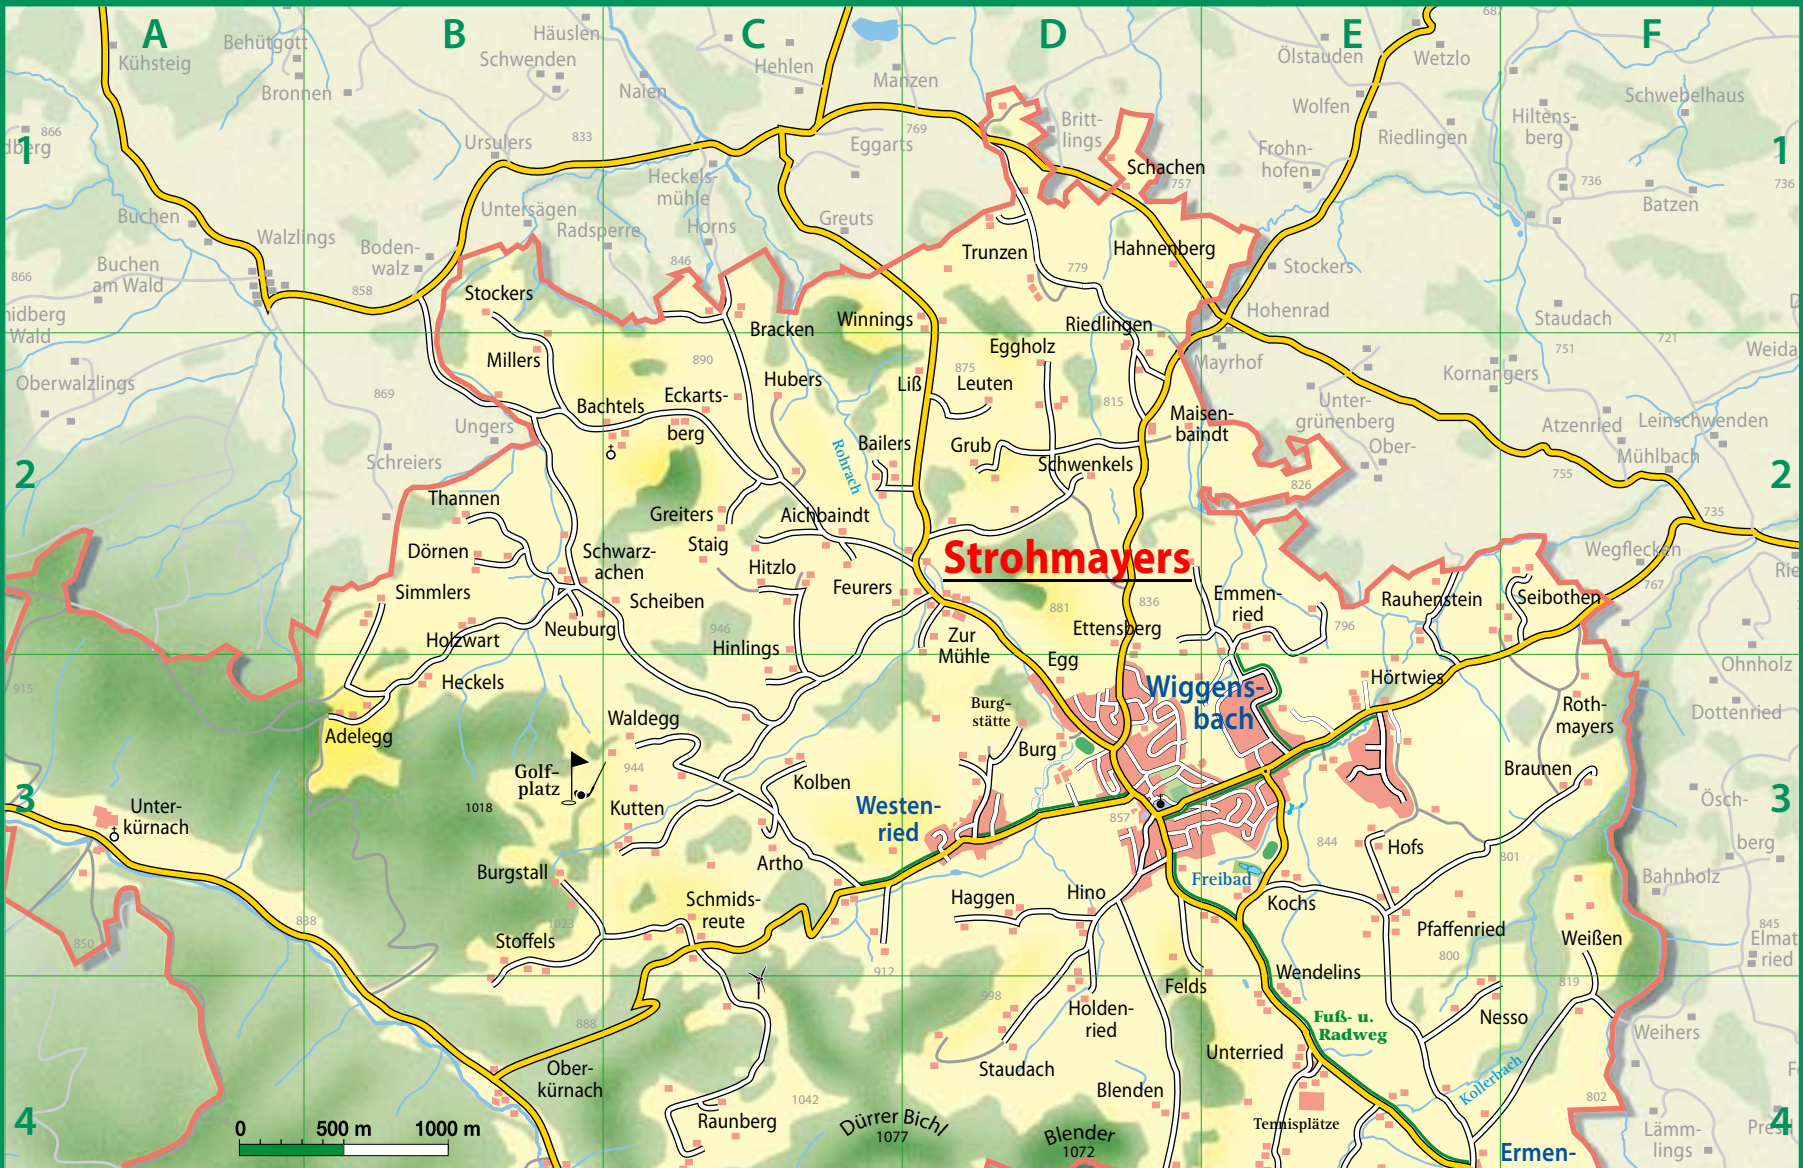 A
B
C
D
E
F
Kühsteig
Behütgott
Bronnen
Häuslen
Schwenden
Naien
Hehlen
Manzen
Ölstauden
Wetzlo
687
Schwebelhaus
866
dberg
1
Ursulers
833
769
Eggarts
Britt-
lings
Wolfen
Riedlingen
Hiltens-
berg
1
Schachen
757
Frohn-
hofen
736
736
Batzen
Heckels-
mühle
Buchen
Walzlings
Untersägen
Radsperre
Horns
Greuts
Boden-
walz
846
Trunzen
Hahnenberg
779
Stockers
866
Buchen
am Wald
858
Stockers
nidberg
Wald
Bracken
Winnings
Riedlingen
Hohenrad
Staudach
721
751
Weida
Millers
890
Eggholz
875
Mayrhof
Kornangers
Oberwalzlings
869
Hubers
Liß
Leuten
815
Eckarts-
berg
Bachtels
Unter-
grünenberg
Ober-
Maisen-
baindt
Atzenried
Leinschwenden
Mühlbach
Ungers
Schreiers
Rohrach
Bailers
Grub
Schwenkels
826
755
2
2
Thannen
Greiters
Aichbaindt
735
Staig
Dörnen
Schwarz-
achen
Hitzlo
Strohmayers
Wegflecken
767
Rie
Simmlers
Scheiben
Feurers
881
836
Emmen-
ried
796
Rauhenstein
Seibothen
Holzwart
Neuburg
946
Hinlings
Zur
Mühle
Ettensberg
Egg
Ohnholz
915
Heckels
Hörtwies
Wiggens-
bach
Burg-
stätte
Roth-
mayers
Dottenried
Adelegg
Waldegg
Burg
Golf-
platz
944
Kolben
Braunen
3
1018
Kutten
Westen-
ried
857
Ösch-
berg
3
Unter-
kürnach
844
Hofs
801
Artho
Burgstall
Freibad
Bahnholz
Haggen
Hino
Kochs
Schmids-
reute
838
850
1023
Stoffels
Pfaffenried
800
Weißen
845
Elmat
ried
912
Wendelins
819
Felds
998
Holden-
ried
888
Fuß- u.
Radweg
Nesso
Weihers
Unterried
Staudach
Ober-
kürnach
Blenden
Kollerbach
802
4
0
500 m
1000 m
1042
Raunberg
Dürrer Bichl
1077
Blender
1072
Tennisplätze
Ermen-
Lämm-
lings
4